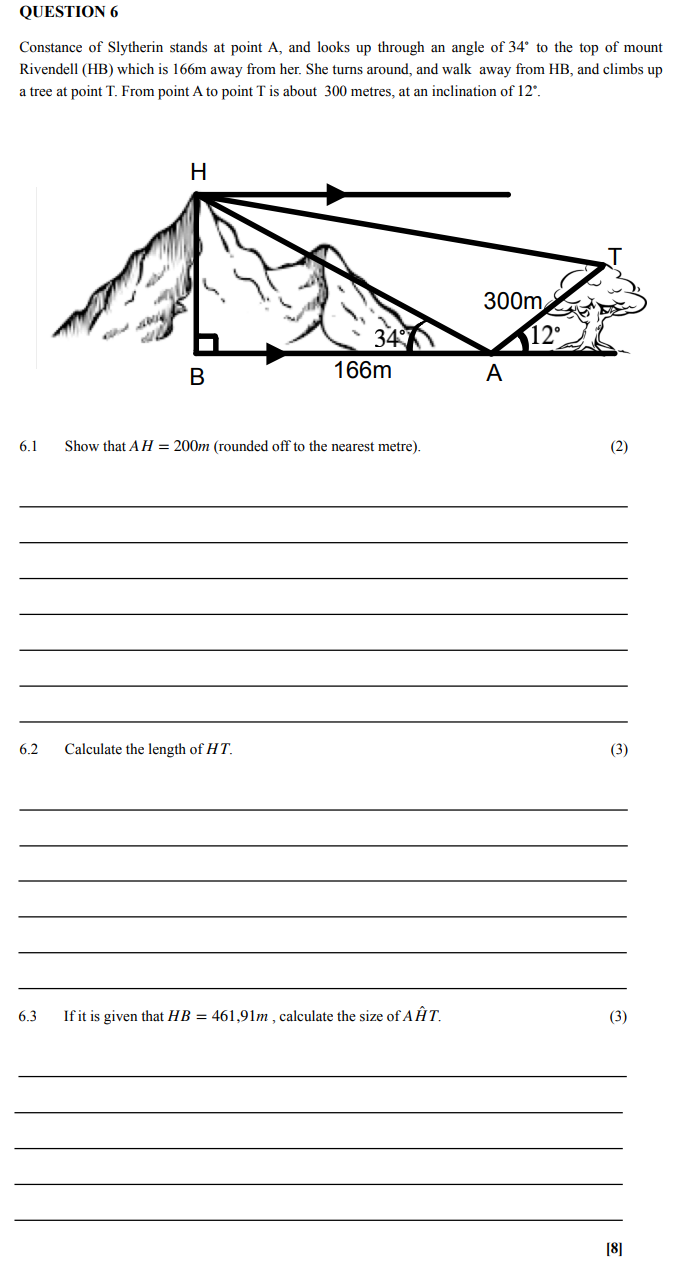 QUESTION 6
Constance of Slytherin stands at point A, and looks up through an angle of 34° to the top of mount
Rivendell (HB) which is 166m away from her. She turns around, and walk away from HB, and climbs up
a tree at point T. From point A to point T is about 300 metres, at an inclination of 12°.
H
T
300m
34°
12°
B
166m
A
6.1 Show that AH = 200m (rounded off to the nearest metre). (2)
6.2 Calculate the length of HT. (3)
6.3 If it is given that HB = 461,91m , calculate the size of AĤT. (3)
[8]